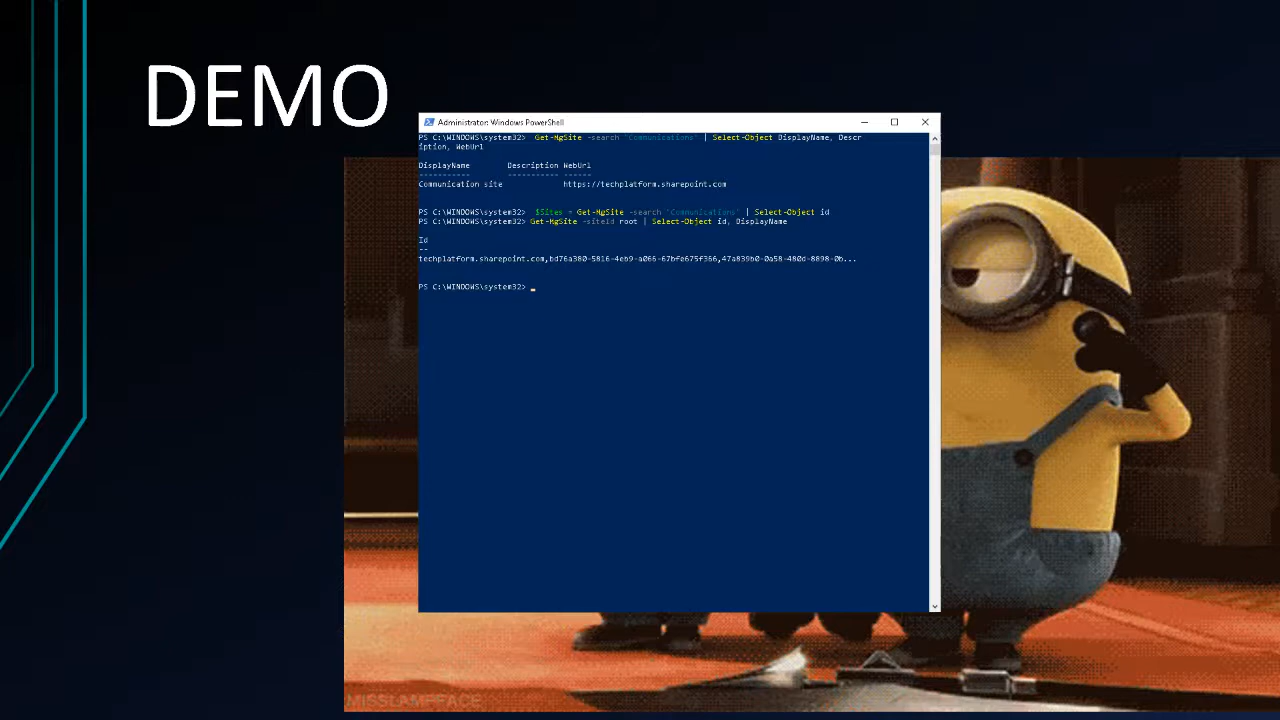 DEMO
Administrator: Windows PowerShell
PS C:\WINDOWS\system32> Get-MgSite -search "Communications" | Select-Object DisplayName, Descr
iption, WebUrl
DisplayName Description WebUrl
----------- ----------- ------
Communication site https://techplatform.sharepoint.com
PS C:\WINDOWS\system32> $Sites = Get-MgSite -search "Communications" | Select-Object id
PS C:\WINDOWS\system32> Get-MgSite -siteId root | Select-Object id, DisplayName
Id
--
techplatform.sharepoint.com,bd76a380-5816-4eb9-a066-67bfe675f366,47a839b0-0a58-480d-8898-0b...
PS C:\WINDOWS\system32> _
MISSLAMPFACE